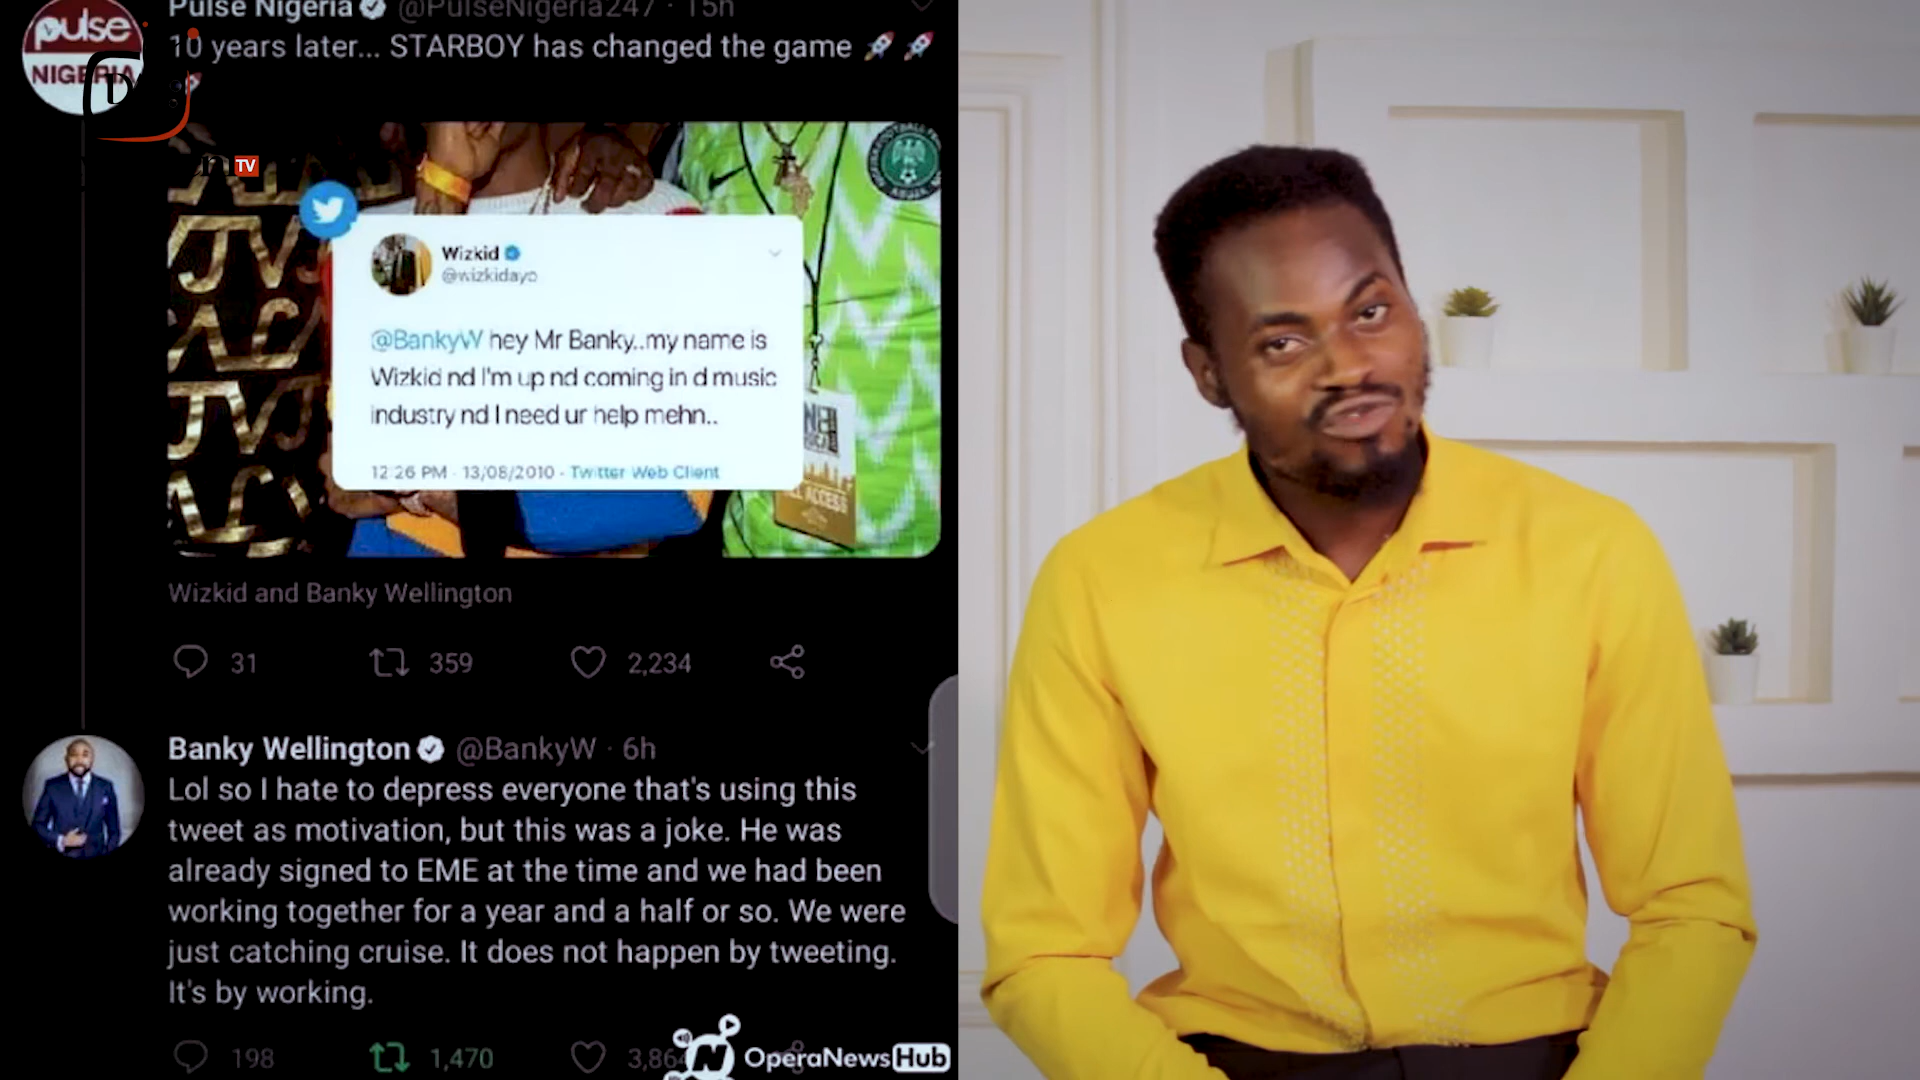 Pulse Nigeria @PulseNigeria247 · 15h
pulse
NIGERIA
10 years later... STARBOY has changed the game
TV
Wizkid
@wizkidayo
@BankyW hey Mr Banky..my name is
Wizkid nd I'm up nd coming in d music
industry nd I need ur help mehn..
12:26 PM · 13/08/2010 · Twitter Web Client
ALL ACCESS
Wizkid and Banky Wellington
31 359 2,234
Banky Wellington @BankyW · 6h
Lol so I hate to depress everyone that's using this
tweet as motivation, but this was a joke. He was
already signed to EME at the time and we had been
working together for a year and a half or so. We were
just catching cruise. It does not happen by tweeting.
It's by working.
198 1,470
OperaNewsHub